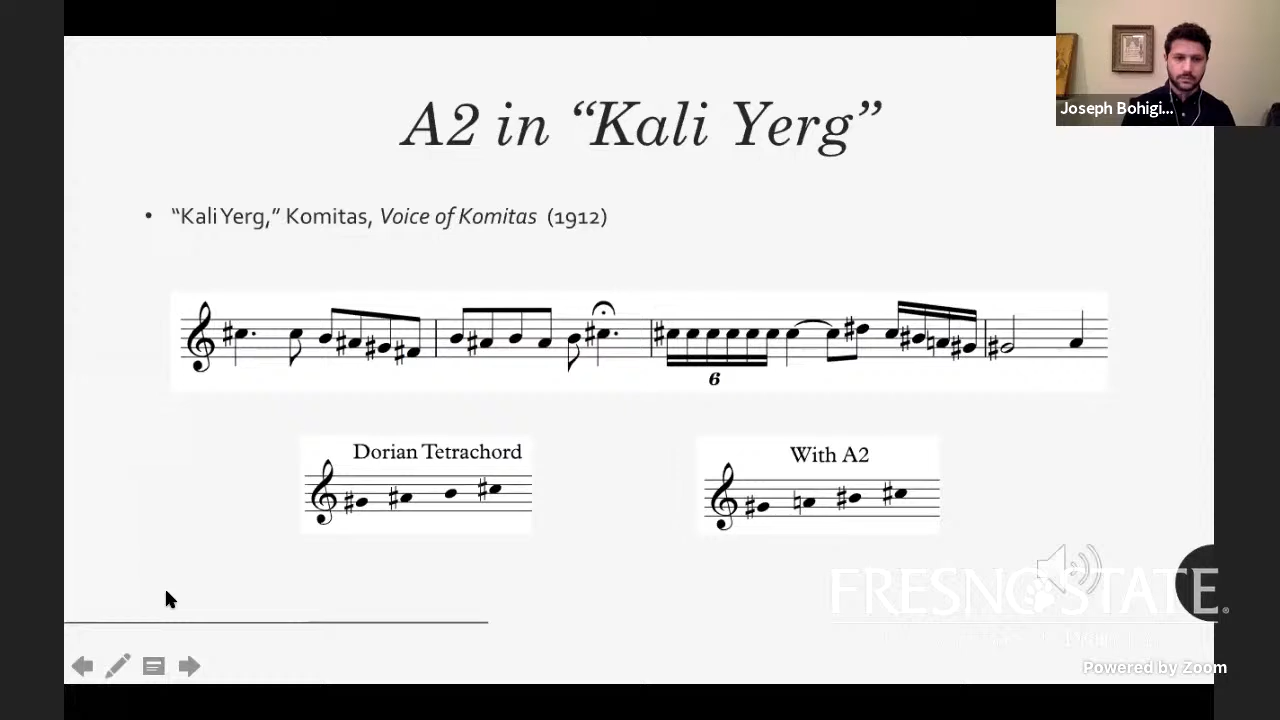 A2 in “Kali Yerg”
Joseph Bohigi...
• “Kali Yerg,” Komitas, Voice of Komitas (1912)
6
Dorian Tetrachord
With A2
FRESNO STATE
Powered by Zoom